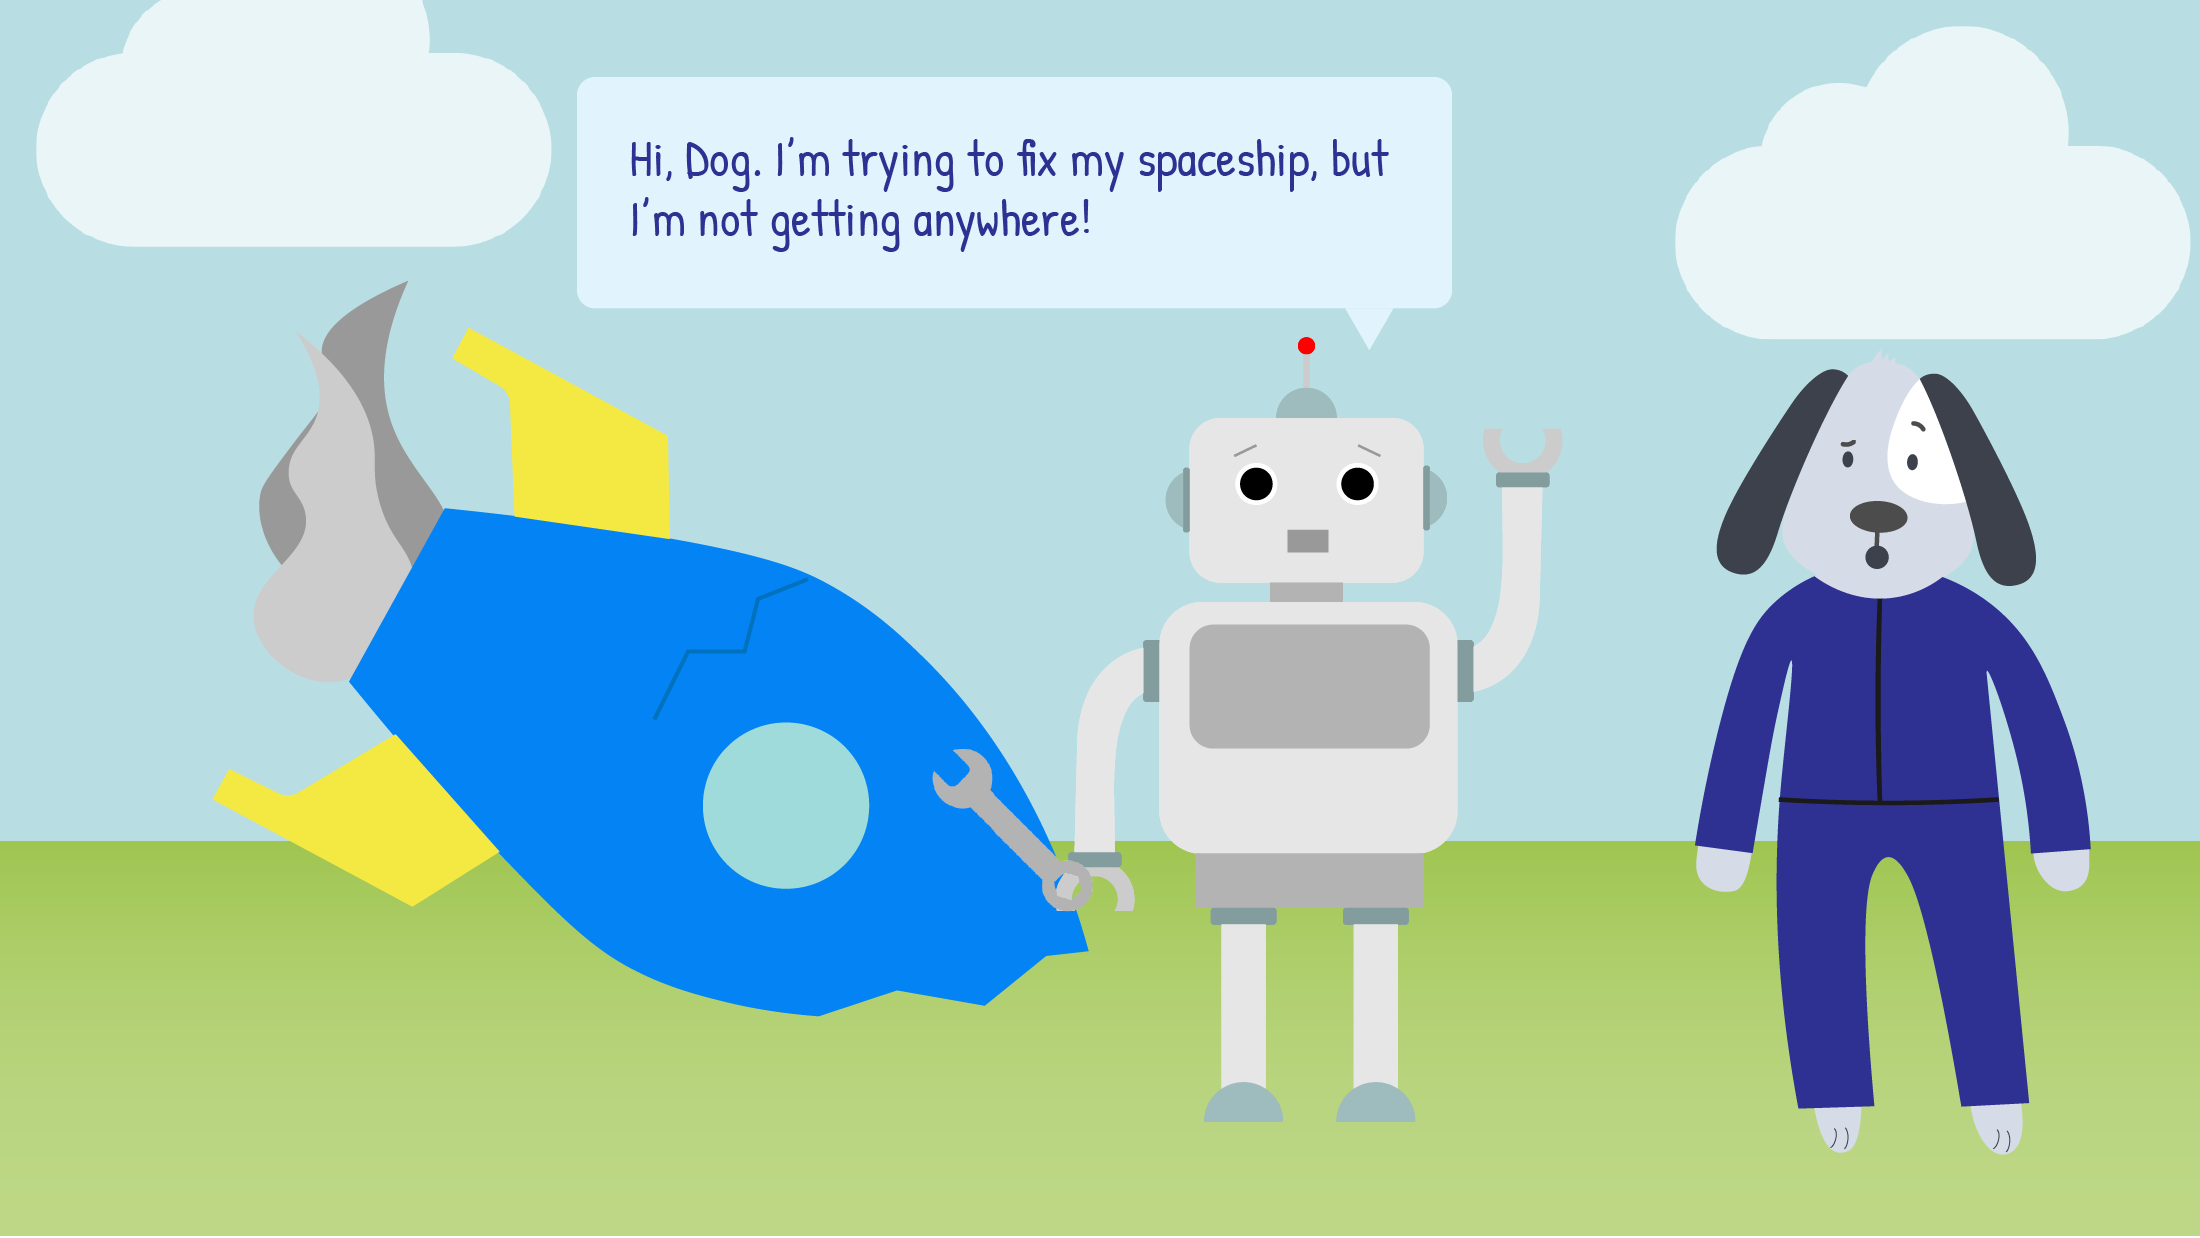 Hi, Dog. I'm trying to fix my spaceship, but
I'm not getting anywhere!